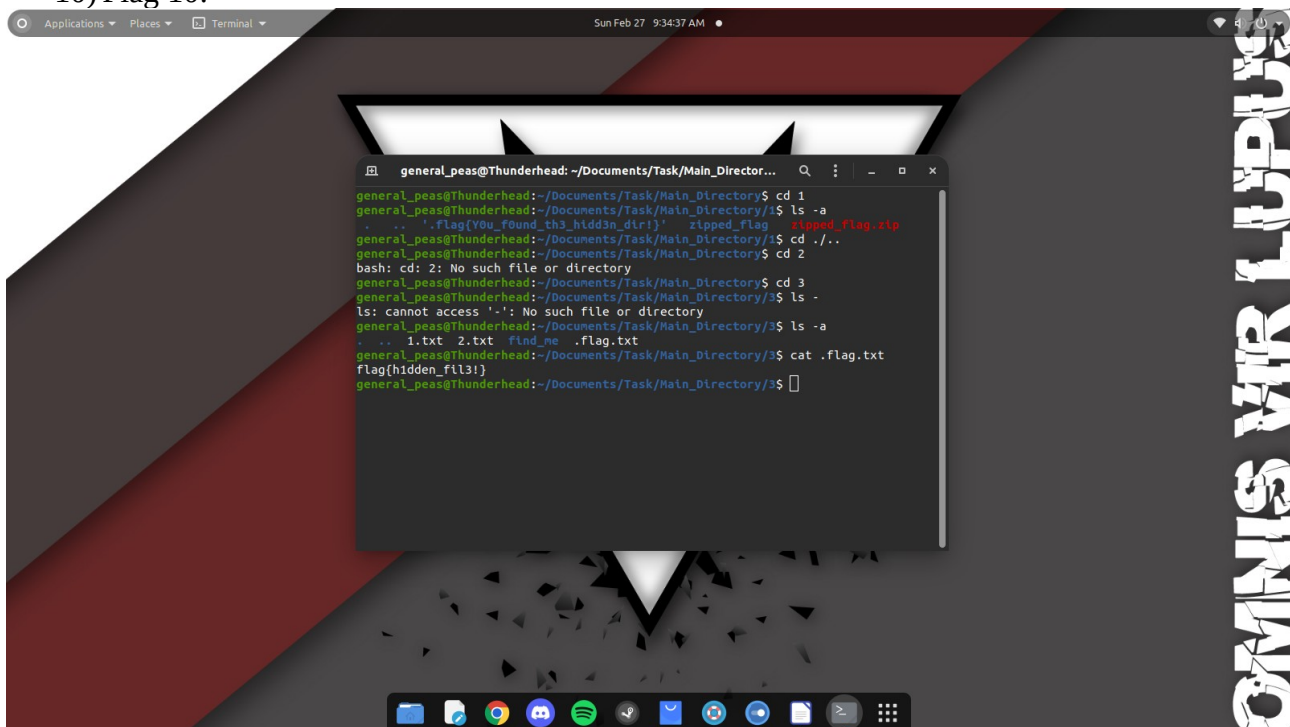 10) Flag 10:
Applications Places Terminal
Sun Feb 27 9:34:37 AM
general_peas@Thunderhead: ~/Documents/Task/Main_Director...
general_peas@Thunderhead:~/Documents/Task/Main_Directory$ cd 1
general_peas@Thunderhead:~/Documents/Task/Main_Directory/1$ ls -a
. .. '.flag{Y0u_f0und_th3_hidd3n_dir!}' zipped_flag zipped_flag.zip
general_peas@Thunderhead:~/Documents/Task/Main_Directory/1$ cd ./..
general_peas@Thunderhead:~/Documents/Task/Main_Directory$ cd 2
bash: cd: 2: No such file or directory
general_peas@Thunderhead:~/Documents/Task/Main_Directory$ cd 3
general_peas@Thunderhead:~/Documents/Task/Main_Directory/3$ ls -
ls: cannot access '-': No such file or directory
general_peas@Thunderhead:~/Documents/Task/Main_Directory/3$ ls -a
. .. 1.txt 2.txt find_me .flag.txt
general_peas@Thunderhead:~/Documents/Task/Main_Directory/3$ cat .flag.txt
flag{h1dden_fil3!}
general_peas@Thunderhead:~/Documents/Task/Main_Directory/3$
OMNIS VIR LUPUS